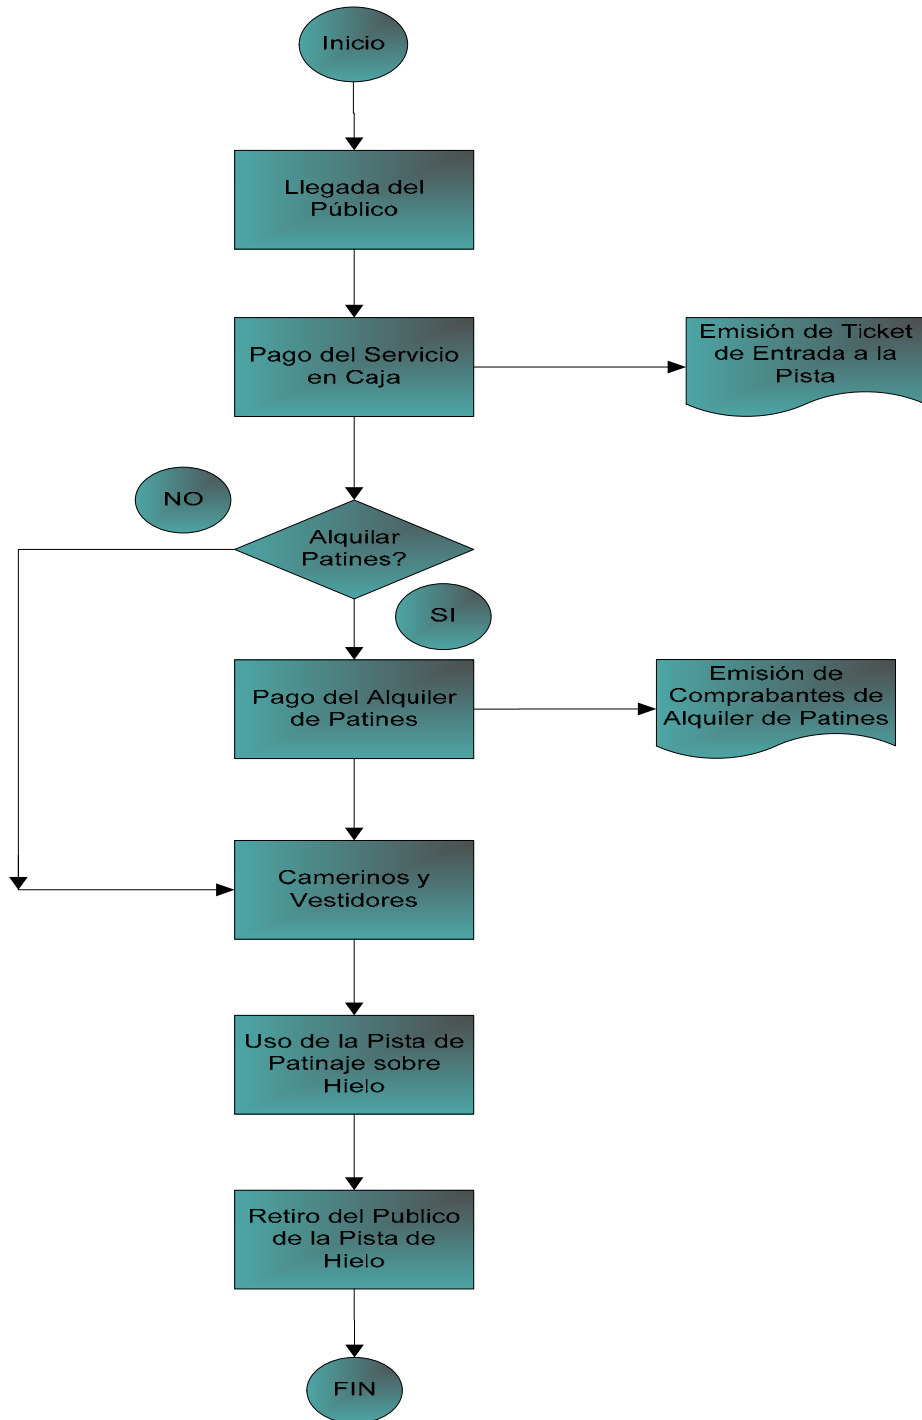 Inicio
Llegada del
Público
Pago del Servicio
en Caja
Emisión de Ticket
de Entrada a la
Pista
NO
Alquilar
Patines?
SI
Pago del Alquiler
de Patines
Emisión de
Comprabantes de
Alquiler de Patines
Camerinos y
Vestidores
Uso de la Pista de
Patinaje sobre
Hielo
Retiro del Publico
de la Pista de
Hielo
FIN